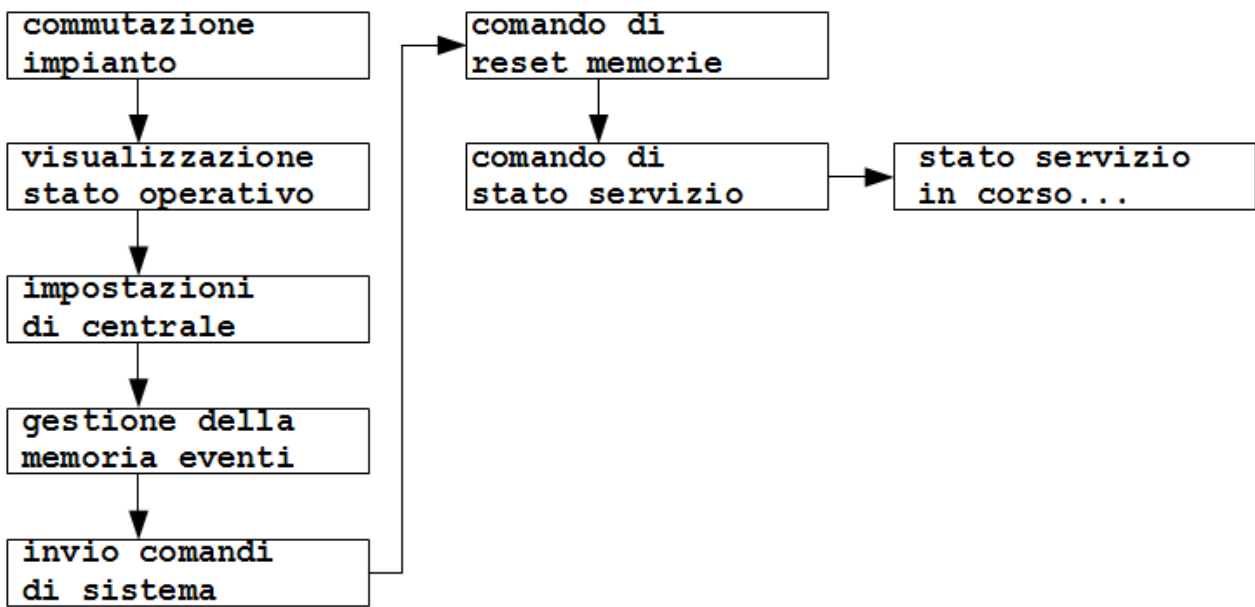 commutazione
impianto
visualizzazione
stato operativo
impostazioni
di centrale
gestione della
memoria eventi
invio comandi
di sistema
comando di
reset memorie
comando di
stato servizio
stato servizio
in corso...